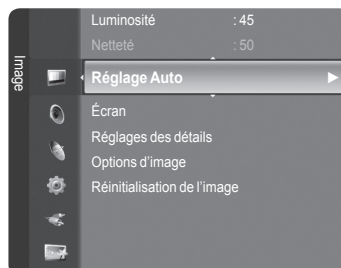 Image
Luminosité : 45
Netteté : 50
Réglage Auto
Écran
Réglages des détails
Options d'image
Réinitialisation de l'image